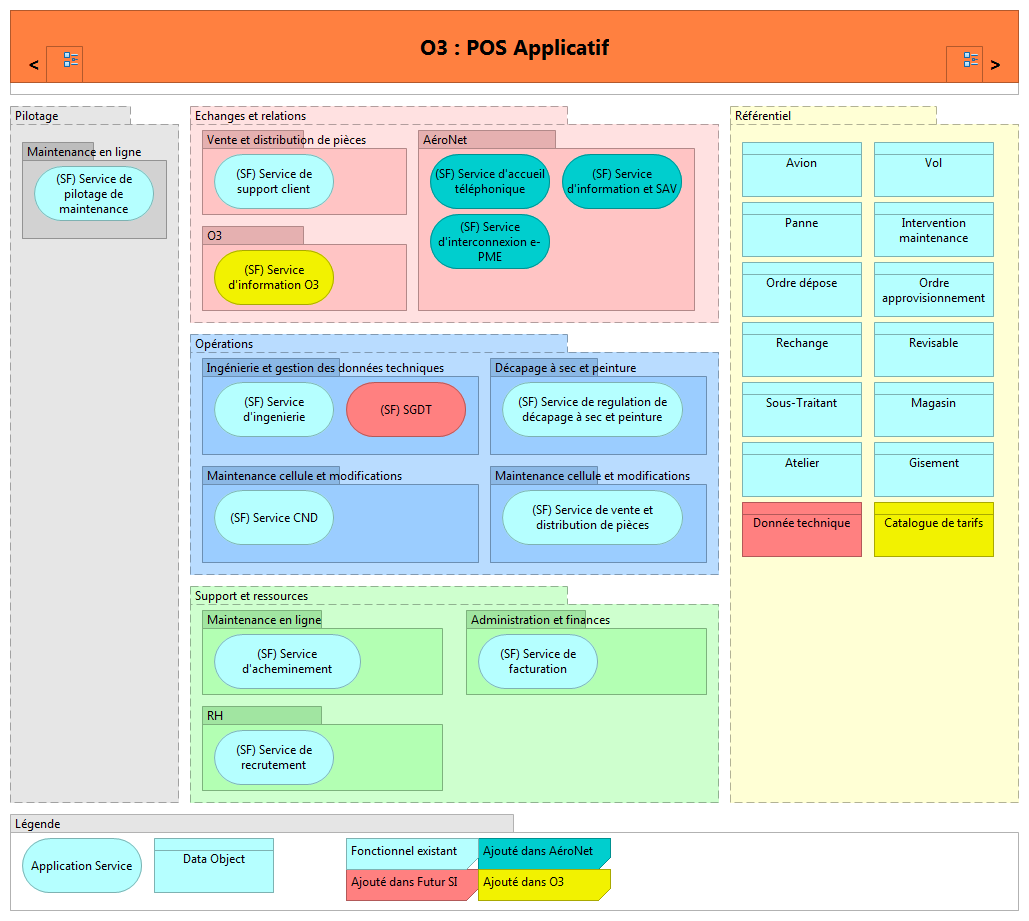 O3 : POS Applicatif
<
>
Pilotage
Maintenance en ligne
(SF) Service de
pilotage de
maintenance
Echanges et relations
Vente et distribution de pièces
(SF) Service de
support client
O3
(SF) Service
d'information O3
AéroNet
(SF) Service d'accueil
téléphonique
(SF) Service
d'information et SAV
(SF) Service
d'interconnexion e-
PME
Opérations
Ingénierie et gestion des données techniques
(SF) Service
d'ingenierie
(SF) SGDT
Décapage à sec et peinture
(SF) Service de regulation de
décapage à sec et peinture
Maintenance cellule et modifications
(SF) Service CND
Maintenance cellule et modifications
(SF) Service de vente et
distribution de pièces
Support et ressources
Maintenance en ligne
(SF) Service
d'acheminement
Administration et finances
(SF) Service de
facturation
RH
(SF) Service de
recrutement
Référentiel
Avion
Vol
Panne
Intervention
maintenance
Ordre dépose
Ordre
approvisionnement
Rechange
Revisable
Sous-Traitant
Magasin
Atelier
Gisement
Donnée technique
Catalogue de tarifs
Légende
Application Service
Data Object
Fonctionnel existant
Ajouté dans AéroNet
Ajouté dans Futur SI
Ajouté dans O3